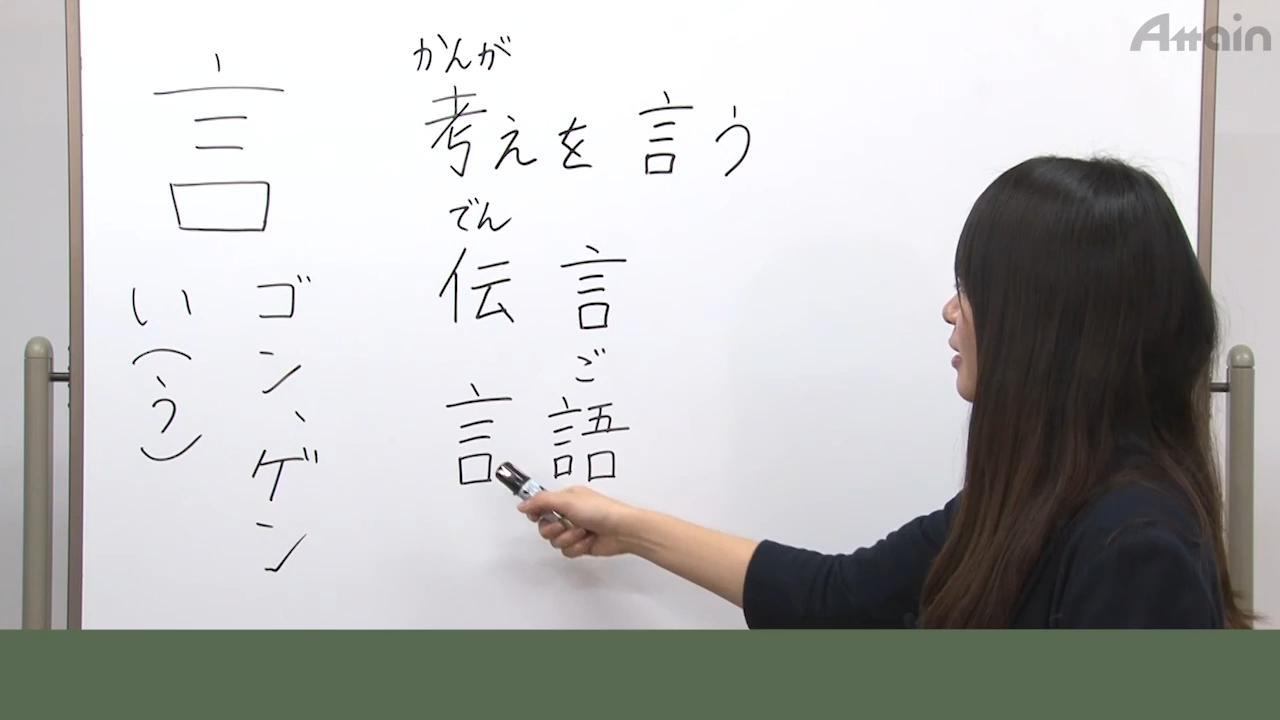 言
い(う)
ゴン、ゲン
かんが
考えを言う
でん
伝言
ご
言語
Attain